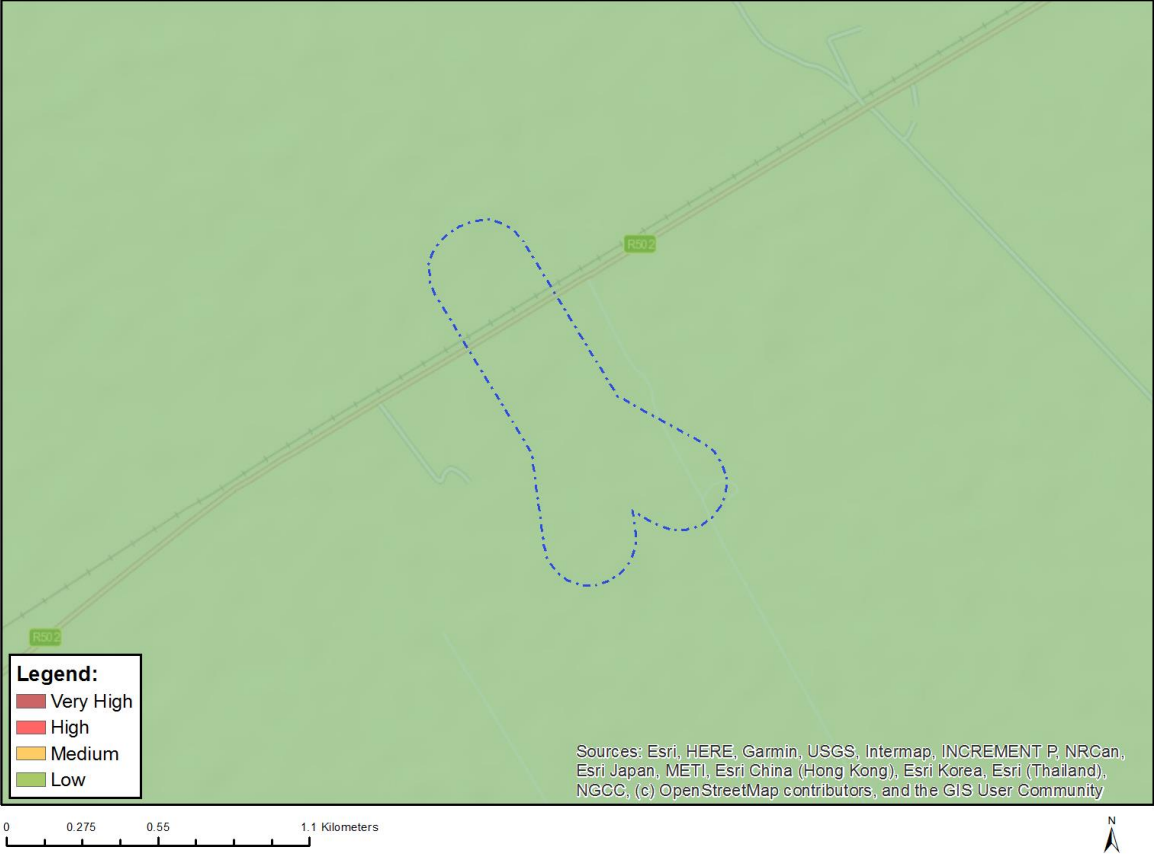 R502
R502
Legend:
Very High
High
Medium
Low
Sources: Esri, HERE, Garmin, USGS, Intermap, INCREMENT P, NRCan,
Esri Japan, METI, Esri China (Hong Kong), Esri Korea, Esri (Thailand),
NGCC, (c) OpenStreetMap contributors, and the GIS User Community
0 0.275 0.55 1.1 Kilometers
N